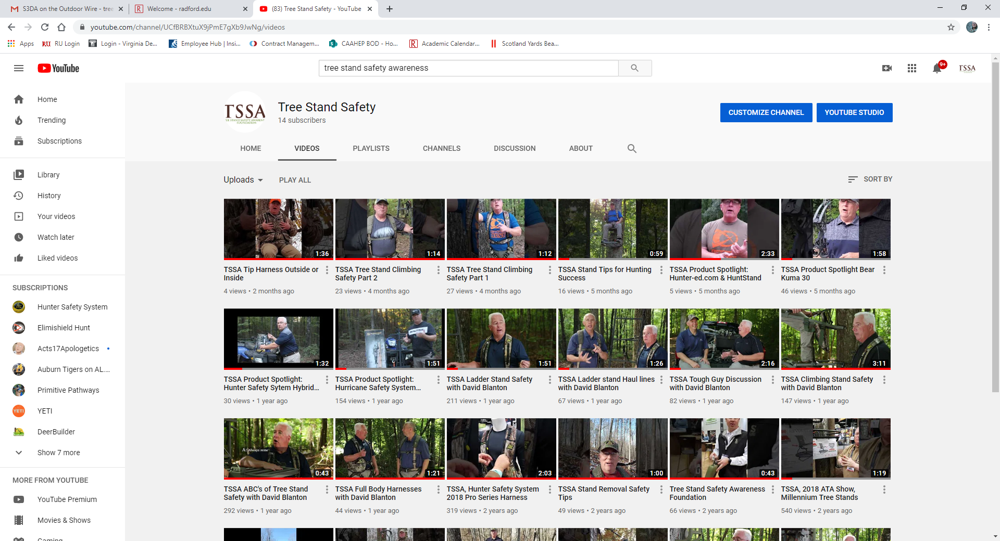 S3DA on the Outdoor Wire - tree
Welcome - radford.edu
(83) Tree Stand Safety - YouTube
youtube.com/channel/UCfBRBXtuX9jPmE7gXb9JwNg/videos
Apps
RU Login
Login - Virginia De...
Employee Hub | Insi...
Contract Managem...
CAAHEP BOD - Ho...
Academic Calendar...
Scotland Yards Bea...
YouTube
tree stand safety awareness
9+
TSSA
Home
Trending
Subscriptions
Library
History
Your videos
Watch later
Liked videos
SUBSCRIPTIONS
Hunter Safety System
Elimishield Hunt
Acts17Apologetics
Auburn Tigers on AL....
Primitive Pathways
YETI
DeerBuilder
Show 7 more
MORE FROM YOUTUBE
YouTube Premium
Movies & Shows
Gaming
TSSA
Tree Stand Safety
14 subscribers
CUSTOMIZE CHANNEL
YOUTUBE STUDIO
HOME
VIDEOS
PLAYLISTS
CHANNELS
DISCUSSION
ABOUT
Uploads
PLAY ALL
SORT BY
1:36
1:14
1:12
0:59
2:33
1:58
TSSA Tip Harness Outside or
Inside
4 views • 2 months ago
TSSA Tree Stand Climbing
Safety Part 2
23 views • 4 months ago
TSSA Tree Stand Climbing
Safety Part 1
27 views • 4 months ago
TSSA Stand Tips for Hunting
Success
16 views • 5 months ago
TSSA Product Spotlight:
Hunter-ed.com & HuntStand
5 views • 5 months ago
TSSA Product Spotlight Bear
Kuma 30
46 views • 5 months ago
1:32
1:51
1:51
1:26
2:16
3:11
TSSA Product Spotlight:
Hunter Safety Sytem Hybrid...
30 views • 1 year ago
TSSA Product Spotlight:
Hurricane Safety System...
154 views • 1 year ago
TSSA Ladder Stand Safety
with David Blanton
211 views • 1 year ago
TSSA Ladder stand Haul lines
with David Blanton
67 views • 1 year ago
TSSA Tough Guy Discussion
with David Blanton
82 views • 1 year ago
TSSA Climbing Stand Safety
with David Blanton
147 views • 1 year ago
A: Always reme
0:43
1:21
2:03
1:00
0:43
1:19
TSSA ABC's of Tree Stand
Safety with David Blanton
292 views • 1 year ago
TSSA Full Body Harnesses
with David Blanton
44 views • 1 year ago
TSSA, Hunter Safety System
2018 Pro Series Harness
319 views • 2 years ago
TSSA Stand Removal Safety
Tips
49 views • 2 years ago
Tree Stand Safety Awareness
Foundation
66 views • 2 years ago
TSSA, 2018 ATA Show,
Millennium Tree Stands
540 views • 2 years ago